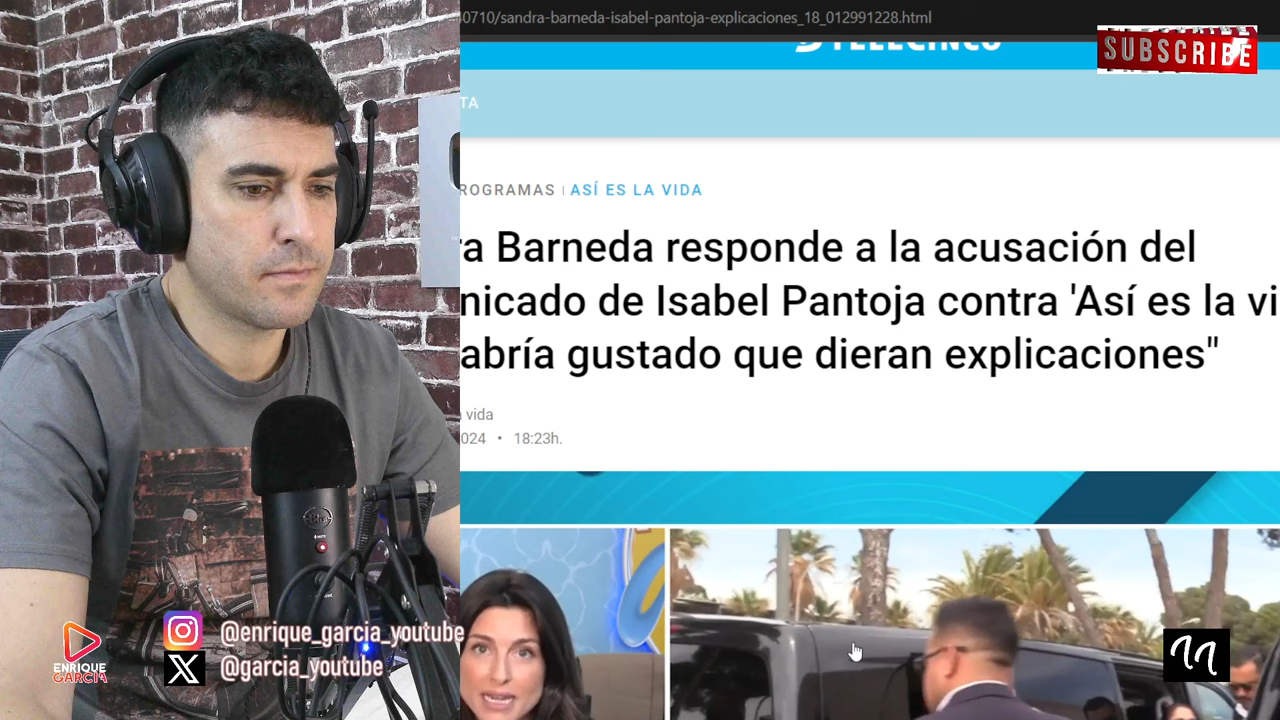 0710/sandra-barneda-isabel-pantoja-explicaciones_18_012991228.html
TELECINCO
SUBSCRIBE
TA
ROGRAMAS | ASÍ ES LA VIDA
ra Barneda responde a la acusación del
nicado de Isabel Pantoja contra 'Así es la vi
abría gustado que dieran explicaciones"
vida
024 • 18:23h.
@enrique_garcia_youtube
@garcia_youtube
ENRIQUE
GARCIA